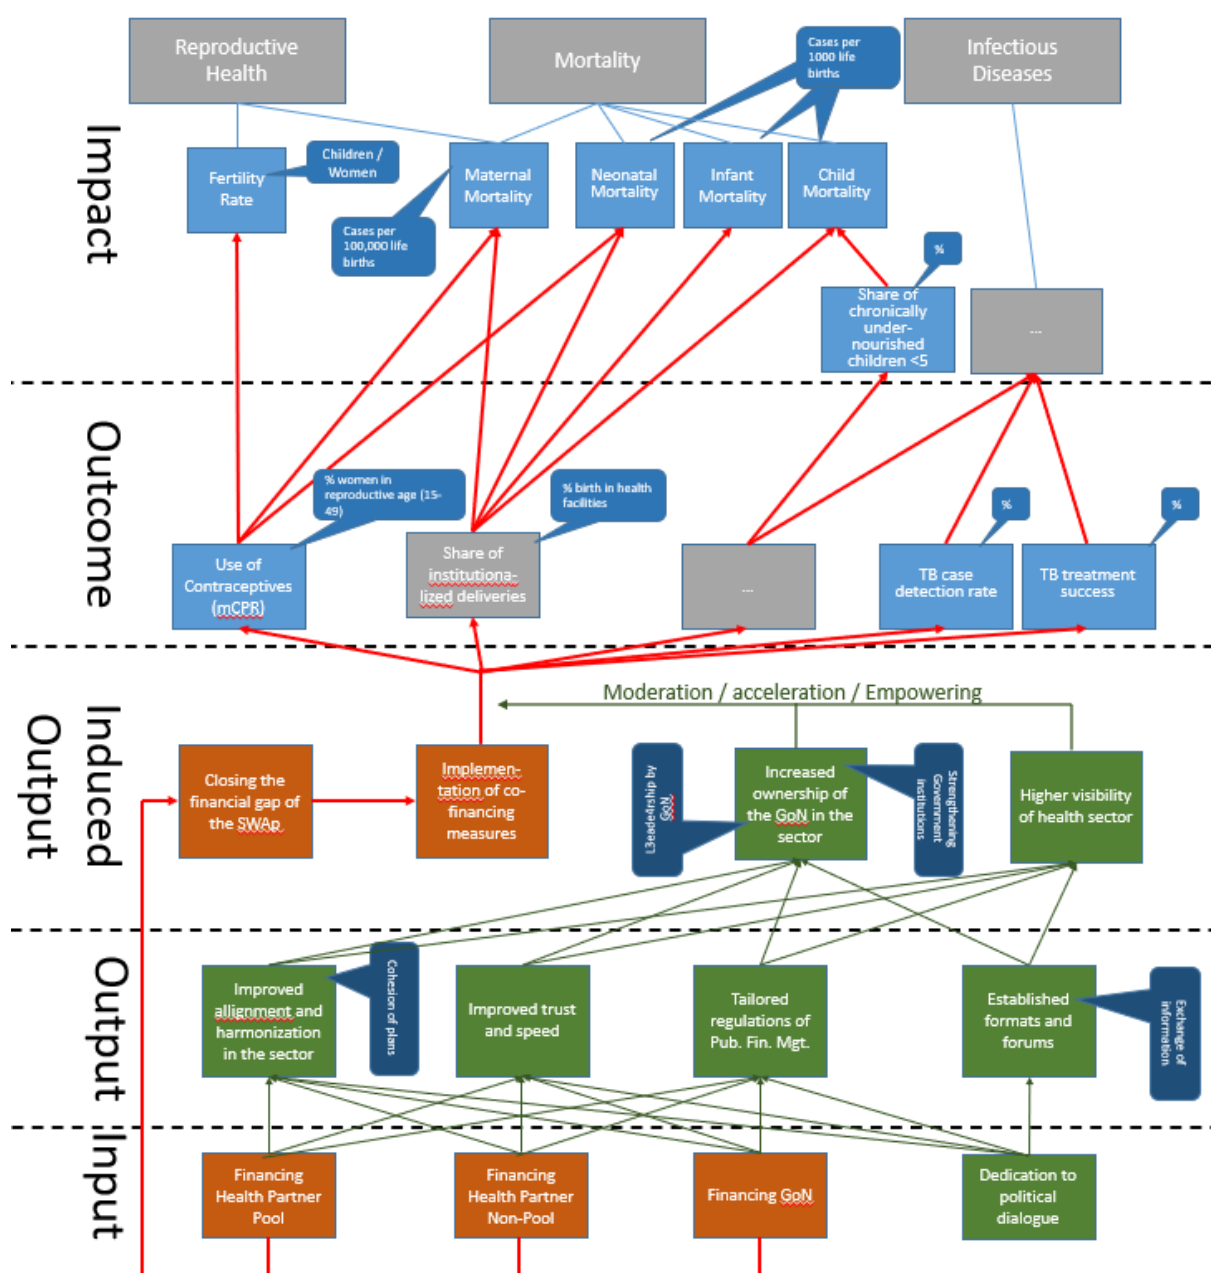 Reproductive
Health
Mortality
Cases per
1000 life
births
Infectious
Diseases
Impact
Children /
Women
Fertility
Rate
Maternal
Mortality
Neonatal
Mortality
Infant
Mortality
Child
Mortality
Cases per
100,000 life
births
%
Share of
chronically
under-
nourished
children <5
...
Outcome
% women in
reproductive age (15-
49)
% birth in health
facilities
%
%
Use of
Contraceptives
(mCPR)
Share of
institutiona-
lized deliveries
...
TB case
detection rate
TB treatment
success
Induced
Output
Moderation / acceleration / Empowering
Closing the
financial gap of
the SWAp
Implemen-
tation of co-
financing
measures
L3eade4rship by
GoN
Increased
ownership of
the GoN in the
sector
Strengthening
Government
institutions
Higher visibility
of health sector
Output
Improved
allignment and
harmonization
in the sector
Cohesion of plans
Improved trust
and speed
Tailored
regulations of
Pub. Fin. Mgt.
Established
formats and
forums
Exchange of
information
Input
Financing
Health Partner
Pool
Financing
Health Partner
Non-Pool
Financing GoN
Dedication to
political
dialogue